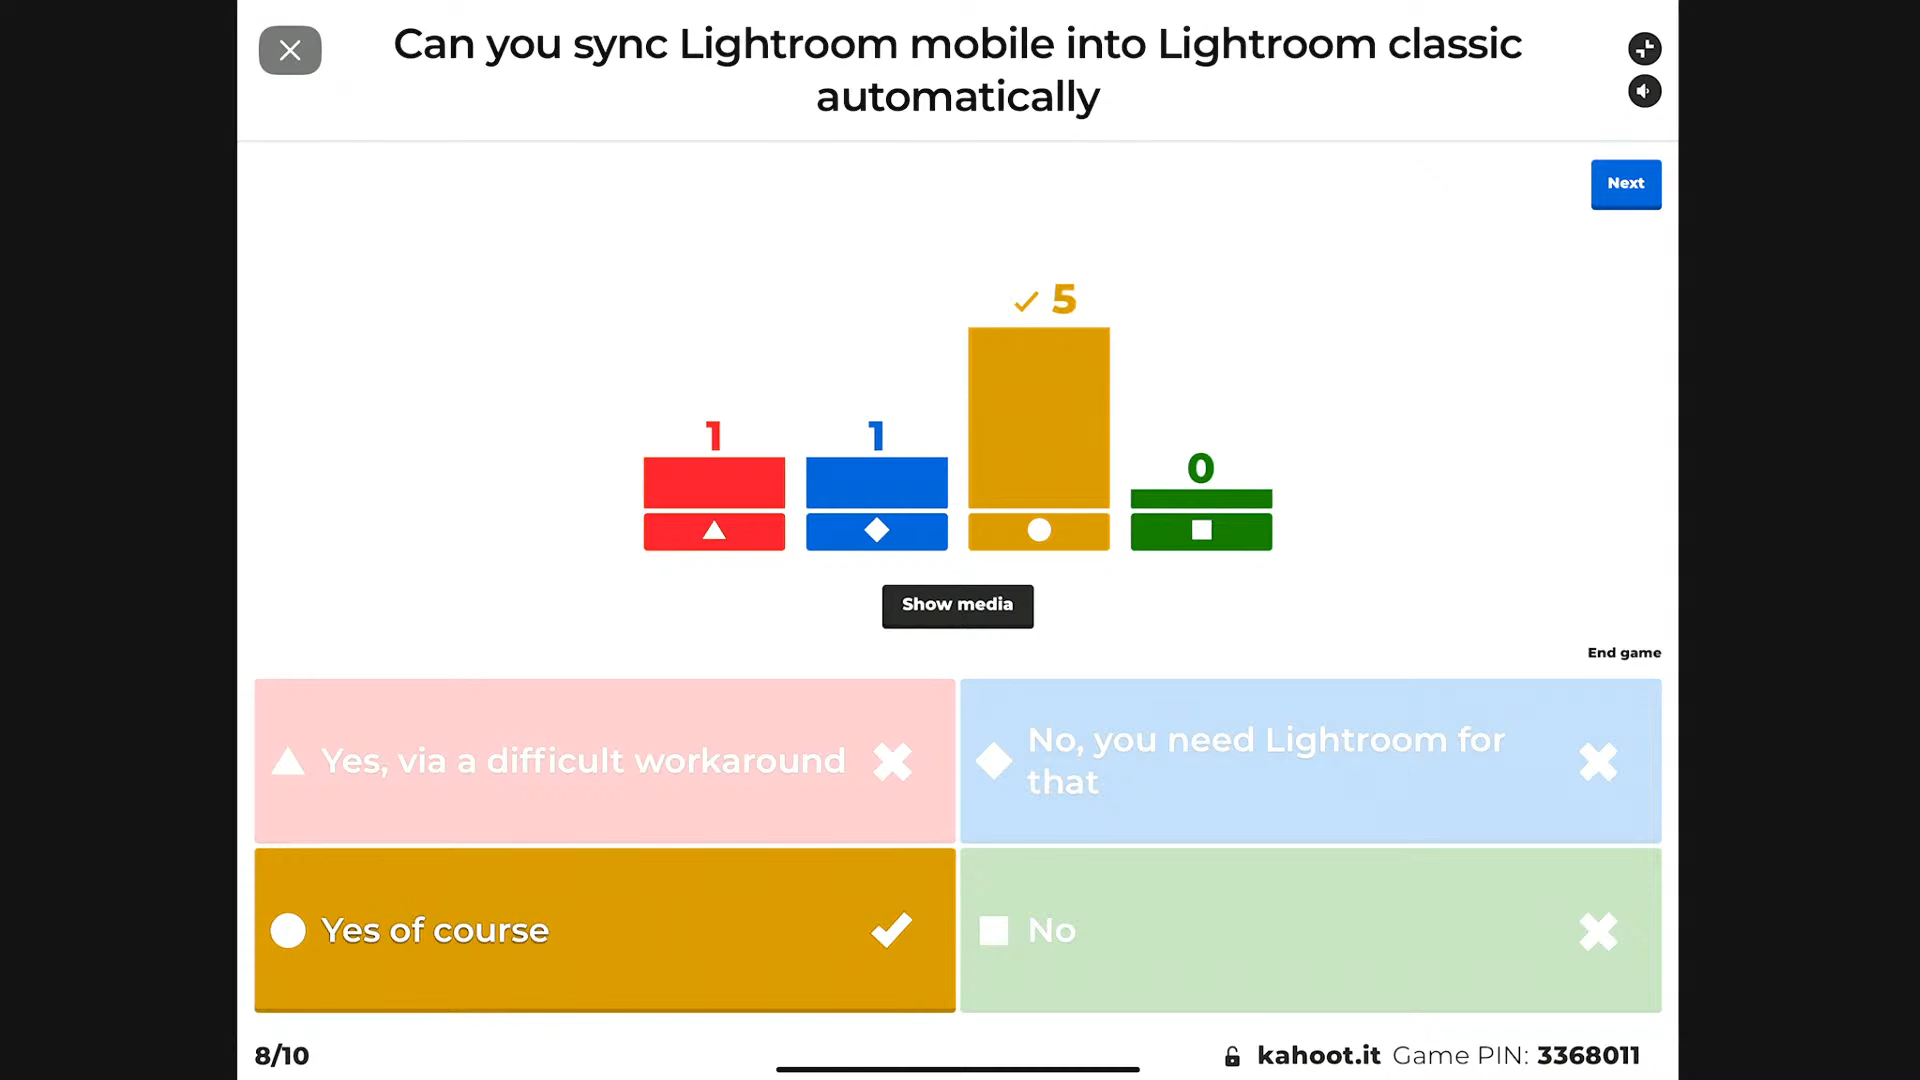 Can you sync Lightroom mobile into Lightroom classic
automatically
Next
5
1
1
0
Show media
End game
Yes, via a difficult workaround
No, you need Lightroom for
that
Yes of course
No
8/10
kahoot.it Game PIN: 3368011